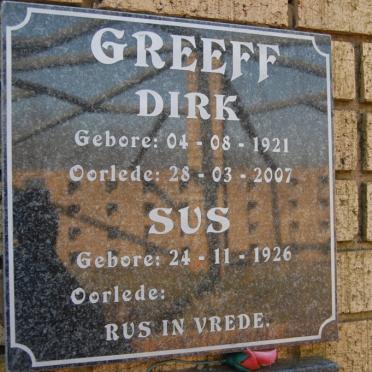 GREEFF
DIRK
Gebore: 04 - 08 - 1921
Oorlede: 28 - 03 - 2007
SUS
Gebore: 24 - 11 - 1926
Oorlede:
RUS IN VREDE.